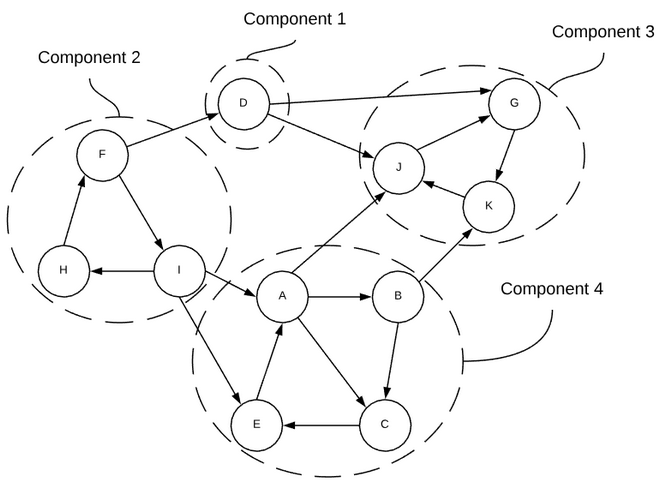 Component 1
Component 3
Component 2
D
G
F
J
K
H
I
A
B
Component 4
E
C